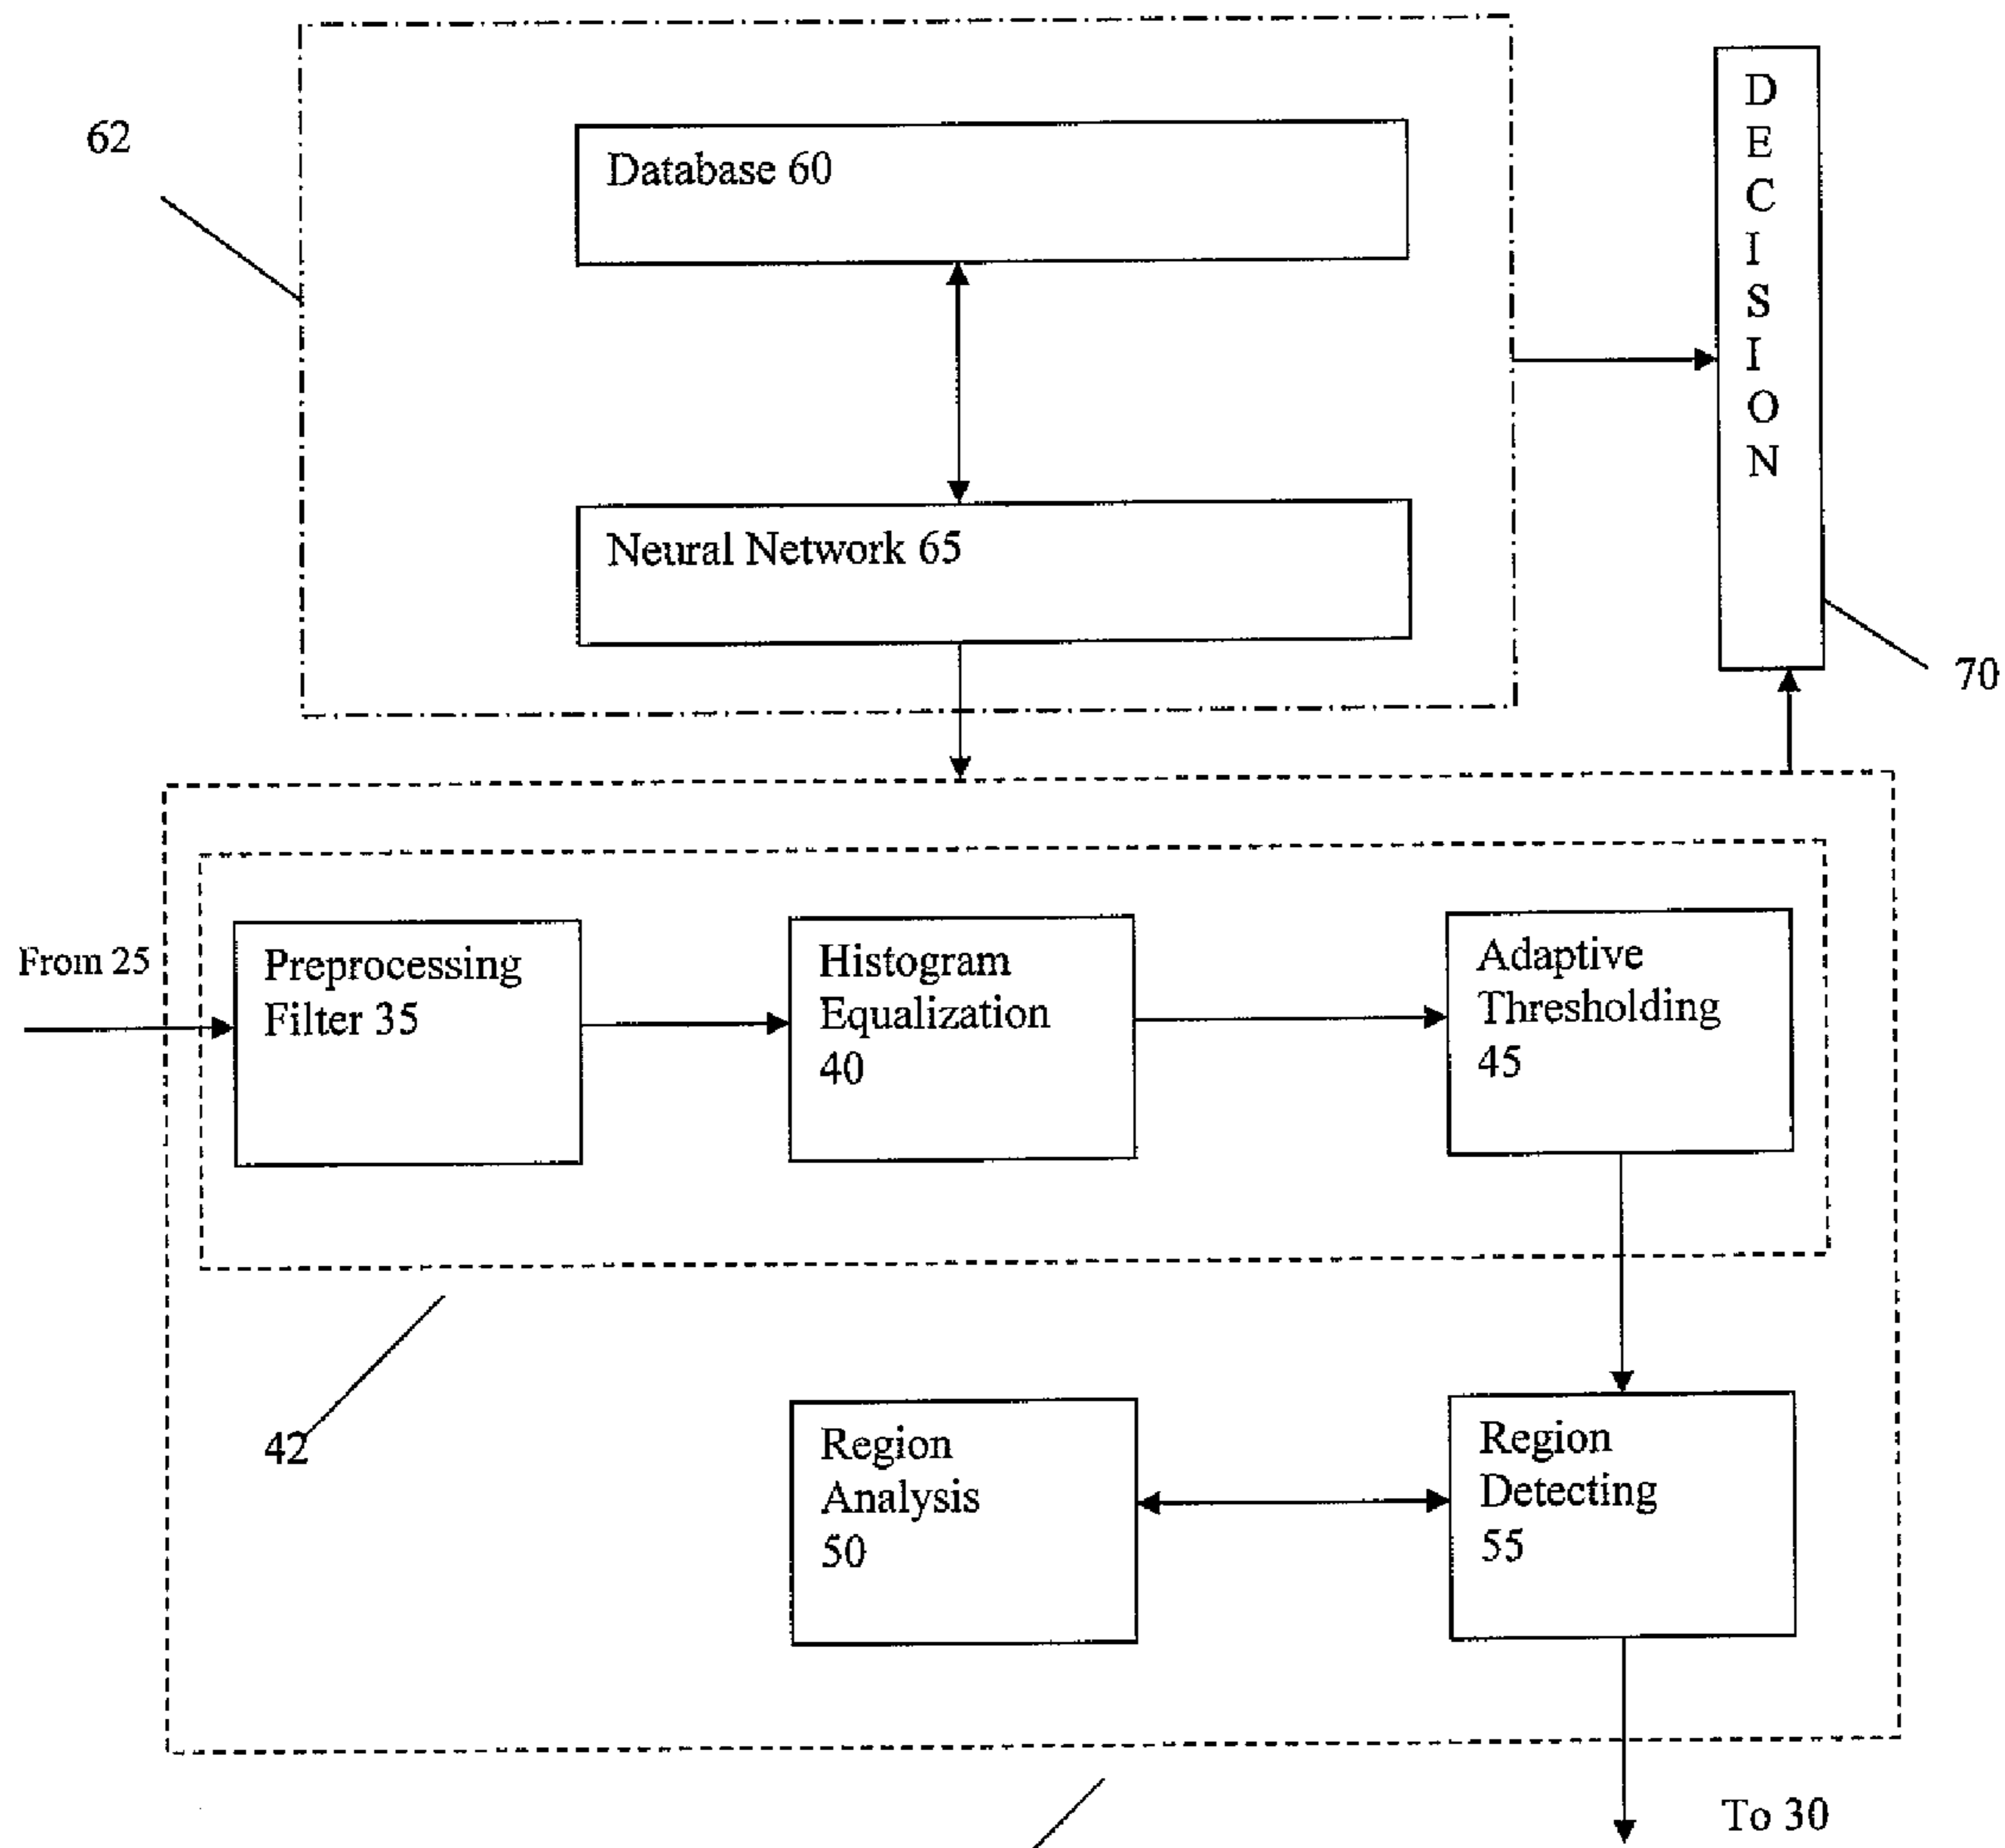 62
Database 60
D
E
C
I
S
I
O
N
Neural Network 65
70
From 25
Preprocessing
Filter 35
Histogram
Equalization
40
Adaptive
Thresholding
45
42
Region
Analysis
50
Region
Detecting
55
To 30